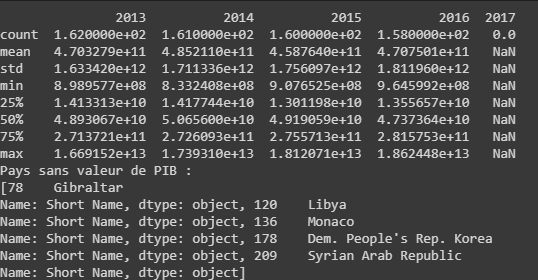 2013          2014          2015          2016  2017
count  1.620000e+02  1.610000e+02  1.600000e+02  1.580000e+02   0.0
mean   4.703279e+11  4.852110e+11  4.587640e+11  4.707501e+11   NaN
std    1.633420e+12  1.711336e+12  1.756097e+12  1.811960e+12   NaN
min    8.989577e+08  8.332408e+08  9.076525e+08  9.645992e+08   NaN
25%    1.413313e+10  1.417744e+10  1.301198e+10  1.355657e+10   NaN
50%    4.893067e+10  5.065600e+10  4.919059e+10  4.737364e+10   NaN
75%    2.713721e+11  2.726093e+11  2.755713e+11  2.815753e+11   NaN
max    1.669152e+13  1.739310e+13  1.812071e+13  1.862448e+13   NaN
Pays sans valeur de PIB :
[78    Gibraltar
Name: Short Name, dtype: object, 120    Libya
Name: Short Name, dtype: object, 136    Monaco
Name: Short Name, dtype: object, 178    Dem. People's Rep. Korea
Name: Short Name, dtype: object, 209    Syrian Arab Republic
Name: Short Name, dtype: object]